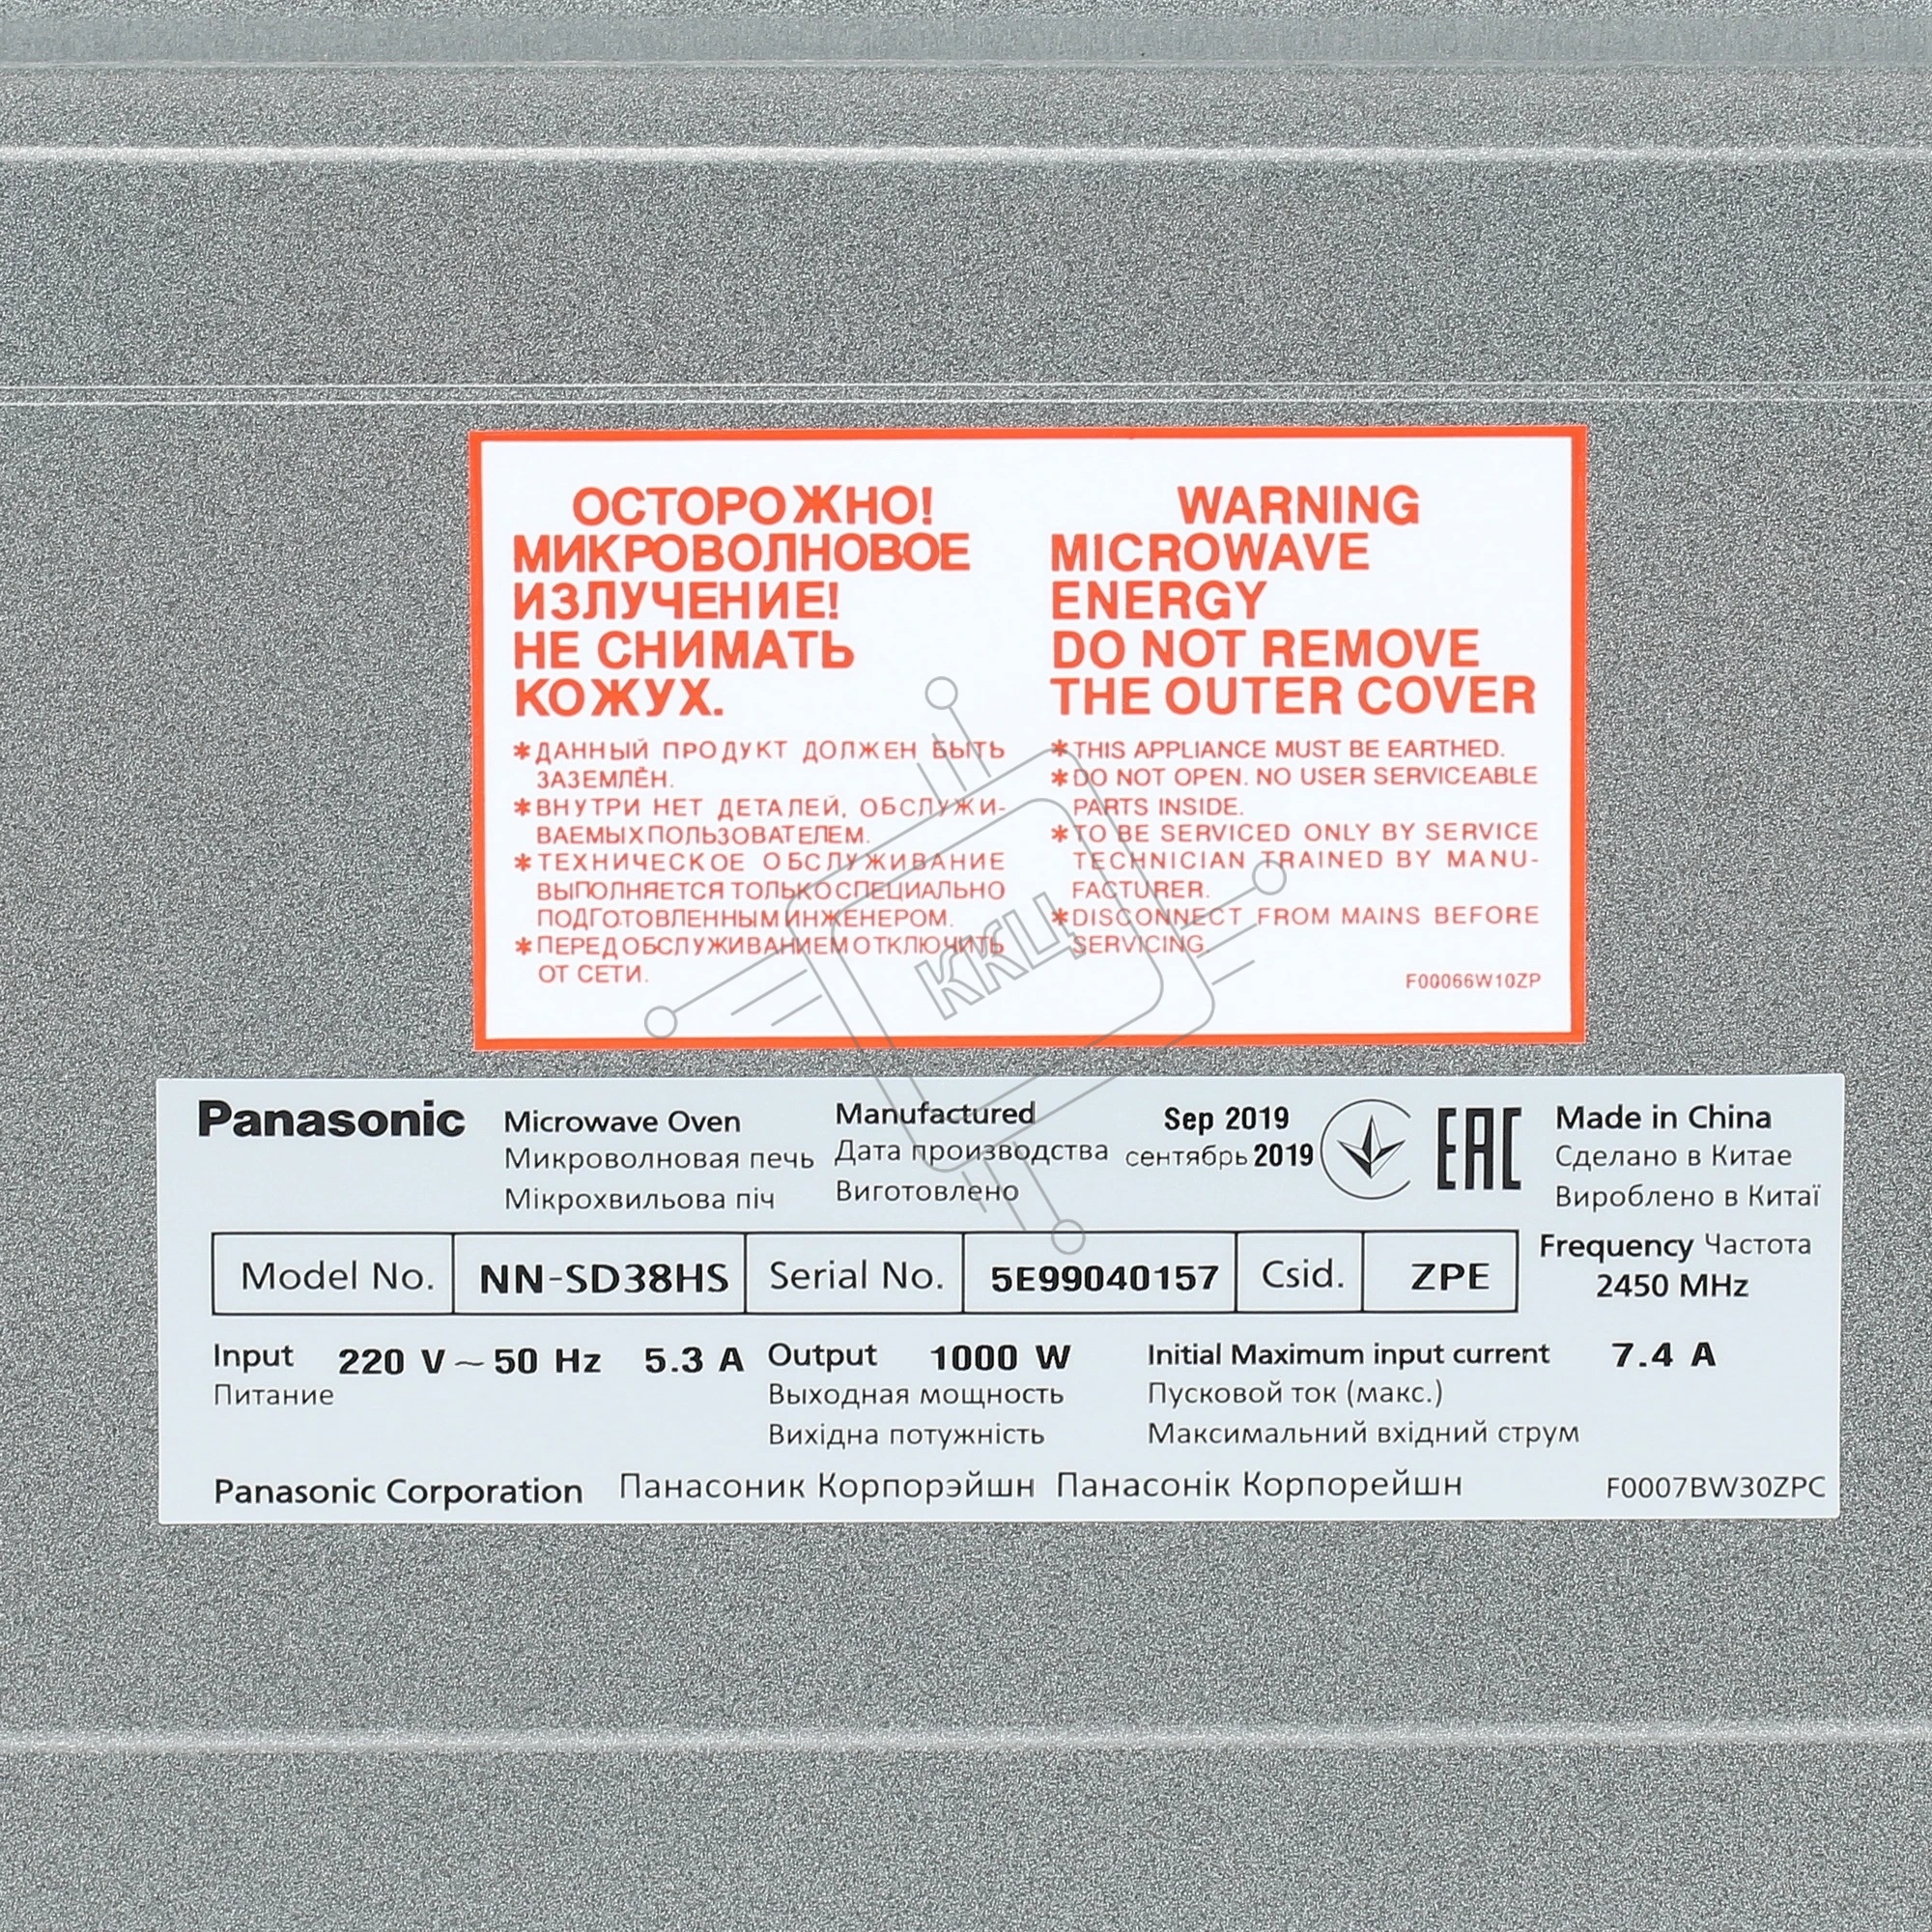 ОСТОРОЖНО!
МИКРОВОЛНОВОЕ
ИЗЛУЧЕНИЕ!
НЕ СНИМАТЬ
КОЖУХ.
*ДАННЫЙ ПРОДУКТ ДОЛЖЕН БЫТЬ
ЗАЗЕМЛЁН.
*ВНУТРИ НЕТ ДЕТАЛЕЙ, ОБСЛУЖИ-
ВАЕМЫХ ПОЛЬЗОВАТЕЛЕМ.
*ТЕХНИЧЕСКОЕ ОБСЛУЖИВАНИЕ
ВЫПОЛНЯЕТСЯ ТОЛЬКО СПЕЦИАЛЬНО
ПОДГОТОВЛЕННЫМ ИНЖЕНЕРОМ.
*ПЕРЕД ОБСЛУЖИВАНИЕМ ОТКЛЮЧИТЬ
ОТ СЕТИ.
WARNING
MICROWAVE
ENERGY
DO NOT REMOVE
THE OUTER COVER
*THIS APPLIANCE MUST BE EARTHED.
*DO NOT OPEN. NO USER SERVICEABLE
PARTS INSIDE.
*TO BE SERVICED ONLY BY SERVICE
TECHNICIAN TRAINED BY MANU-
FACTURER.
*DISCONNECT FROM MAINS BEFORE
SERVICING.
F00066W10ZP
ККЦ
Panasonic
Microwave Oven
Микроволновая печь
Мікрохвильова піч
Manufactured Sep 2019
Дата производства сентябрь 2019
Виготовлено
EAC
Made in China
Сделано в Китае
Вироблено в Китаї
Model No. NN-SD38HS Serial No. 5E99040157 Csid. ZPE
Frequency Частота
2450 MHz
Input 220 V ~ 50 Hz 5.3 A
Питание
Output 1000 W
Выходная мощность
Вихідна потужність
Initial Maximum input current 7.4 A
Пусковой ток (макс.)
Максимальний вхідний струм
Panasonic Corporation Панасоник Корпорэйшн Панасонік Корпорейшн F0007BW30ZPC